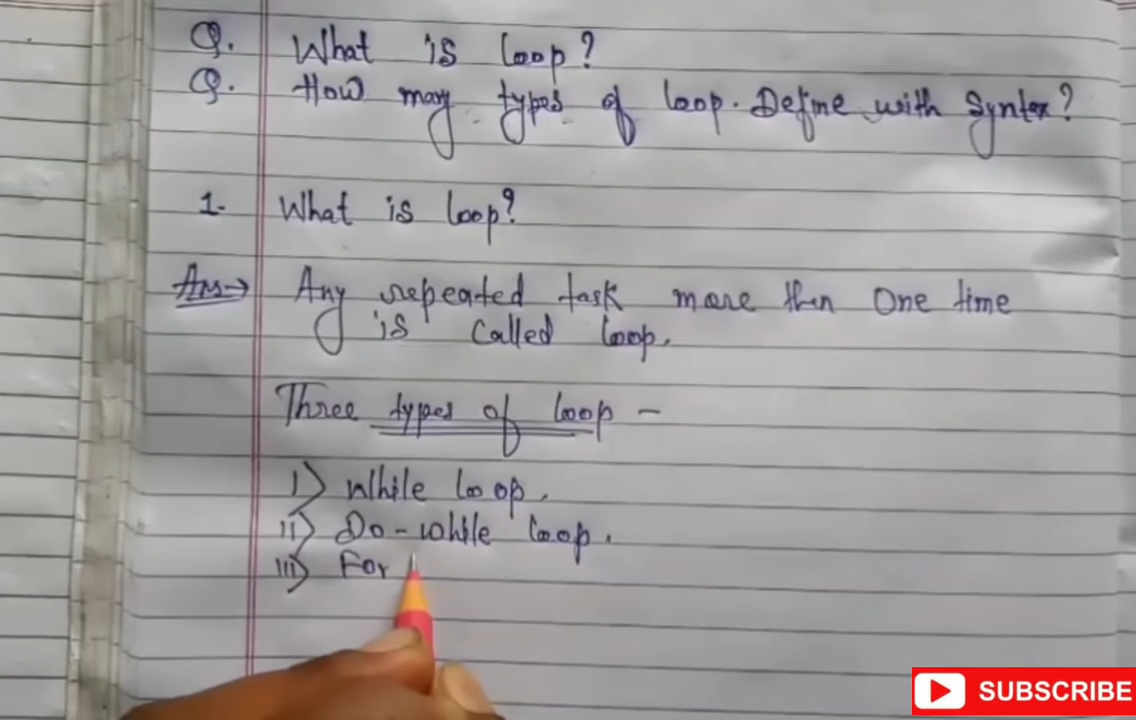 Q. What is loop?
Q. How many types of loop. Define with Syntax?
1. What is loop?
Ans→ Any repeated task more then One time
is Called loop.
Three types of loop -
i) While loop.
ii) Do-while loop.
iii) For
SUBSCRIBE